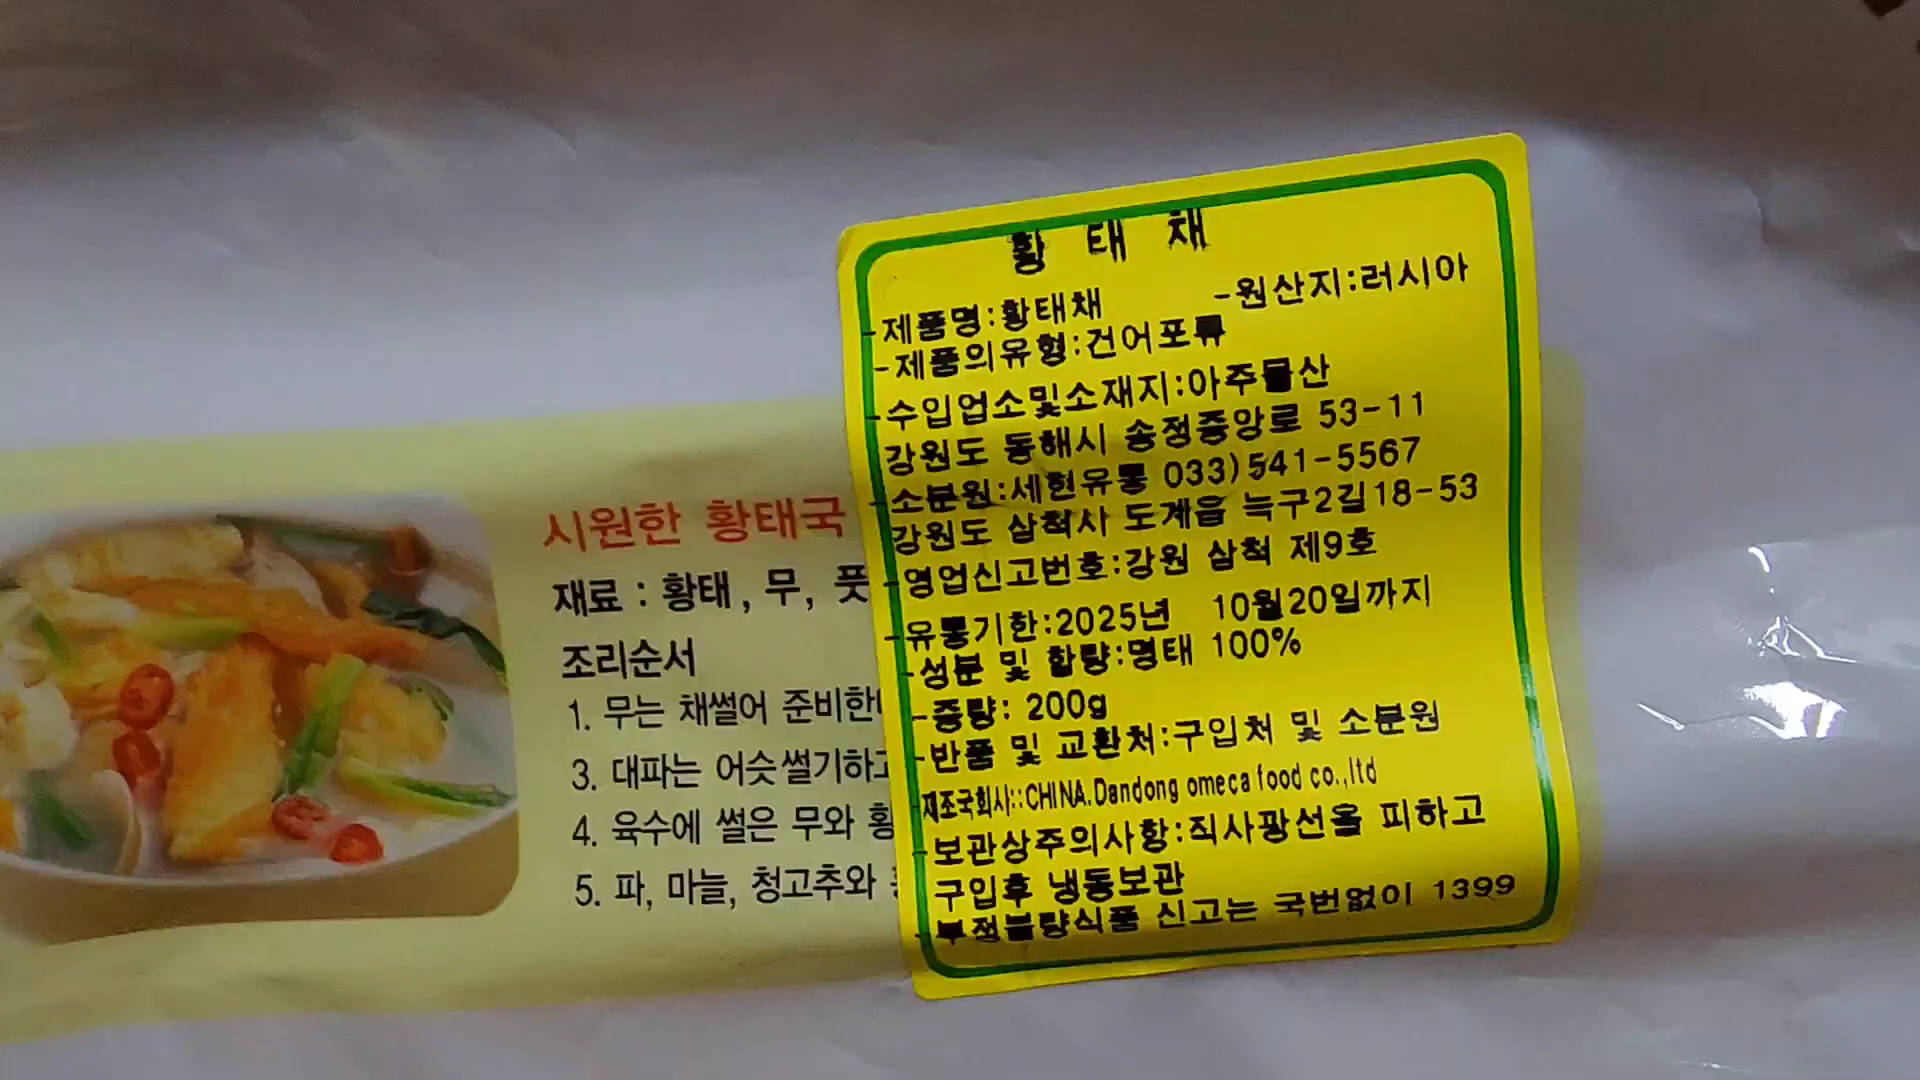 황 태 채
-제품명:황태채 -원산지:러시아
-제품의유형:건어포류
-수입업소및소재지:아주물산
강원도 동해시 송정중앙로 53-11
-소분원:세현유통 033)541-5567
강원도 삼척시 도계읍 늑구2길18-53
-영업신고번호:강원 삼척 제9호
-유통기한:2025년 10월20일까지
-성분 및 함량:명태 100%
-중량: 200g
-반품 및 교환처:구입처 및 소분원
제조국회사::CHINA.Dandong omeca food co.,ltd
-보관상주의사항:직사광선을 피하고
구입후 냉동보관
-부정불량식품 신고는 국번없이 1399
시원한 황태국
재료 : 황태, 무, 풋
조리순서
1. 무는 채썰어 준비한
3. 대파는 어슷썰기하고
4. 육수에 썰은 무와 황
5. 파, 마늘, 청고추와